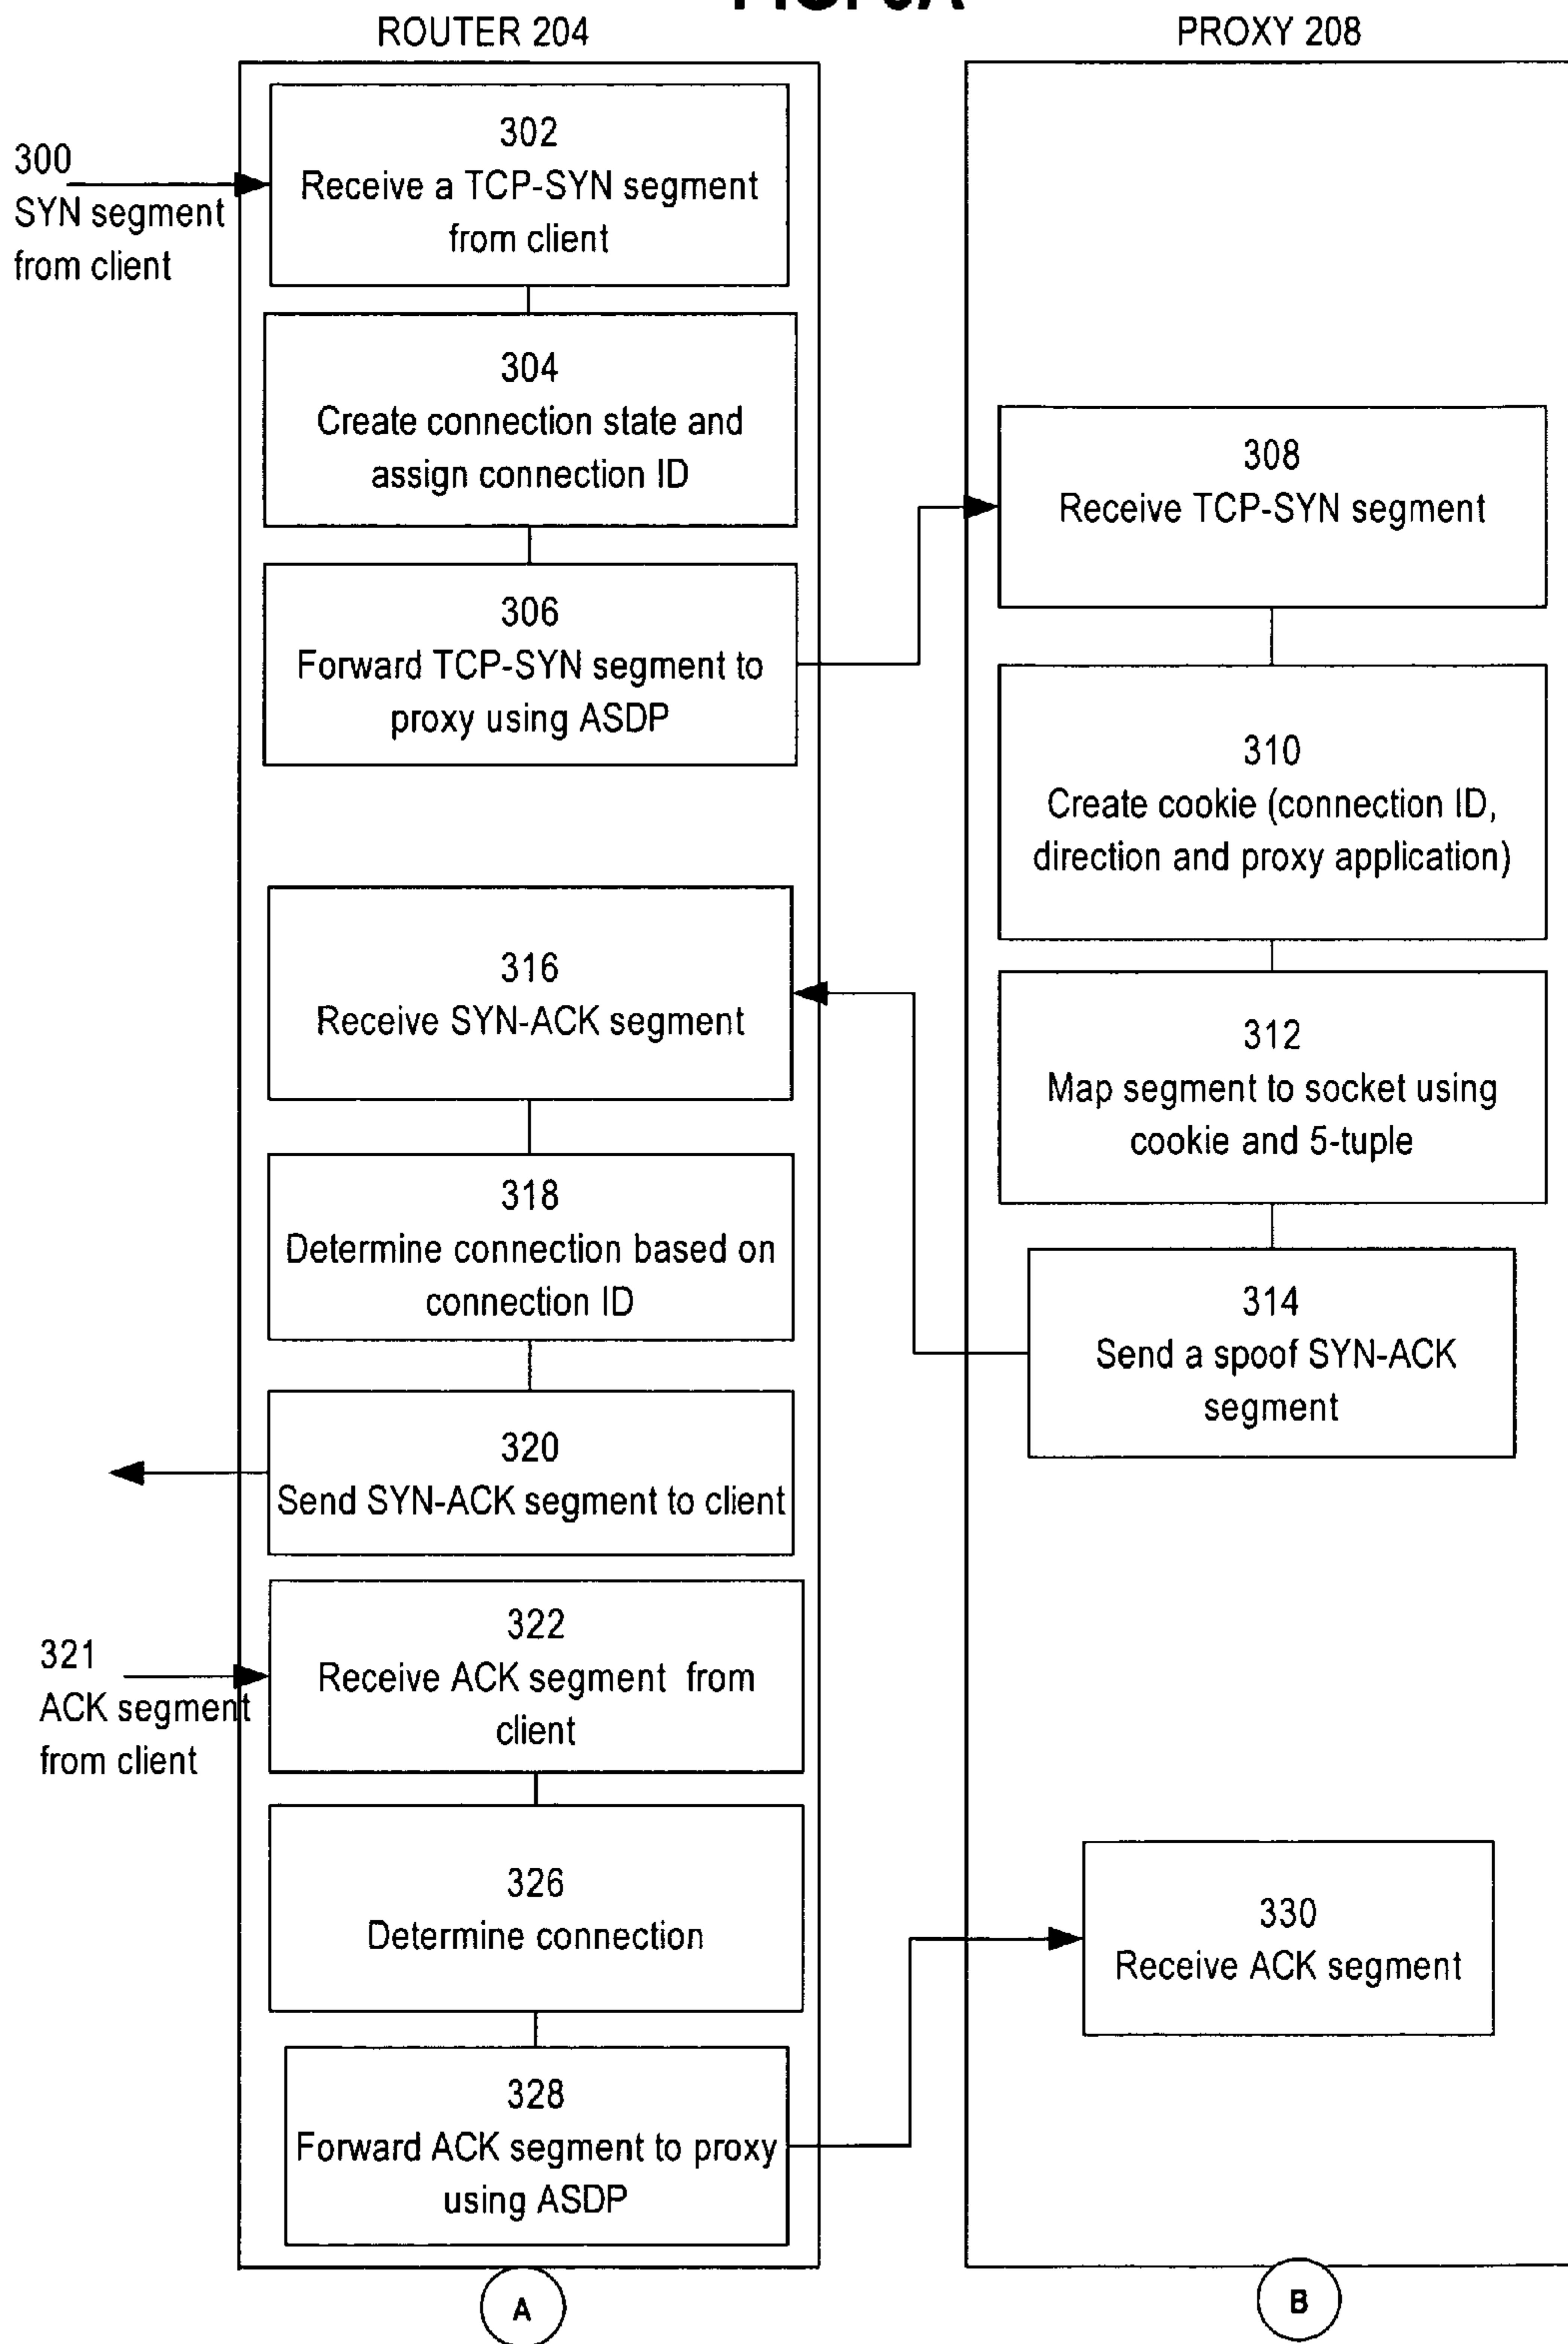 ROUTER 204
PROXY 208
300
SYN segment
from client
302
Receive a TCP-SYN segment
from client
304
Create connection state and
assign connection ID
306
Forward TCP-SYN segment to
proxy using ASDP
308
Receive TCP-SYN segment
310
Create cookie (connection ID,
direction and proxy application)
312
Map segment to socket using
cookie and 5-tuple
314
Send a spoof SYN-ACK
segment
316
Receive SYN-ACK segment
318
Determine connection based on
connection ID
320
Send SYN-ACK segment to client
321
ACK segment
from client
322
Receive ACK segment from
client
326
Determine connection
328
Forward ACK segment to proxy
using ASDP
330
Receive ACK segment
A
B